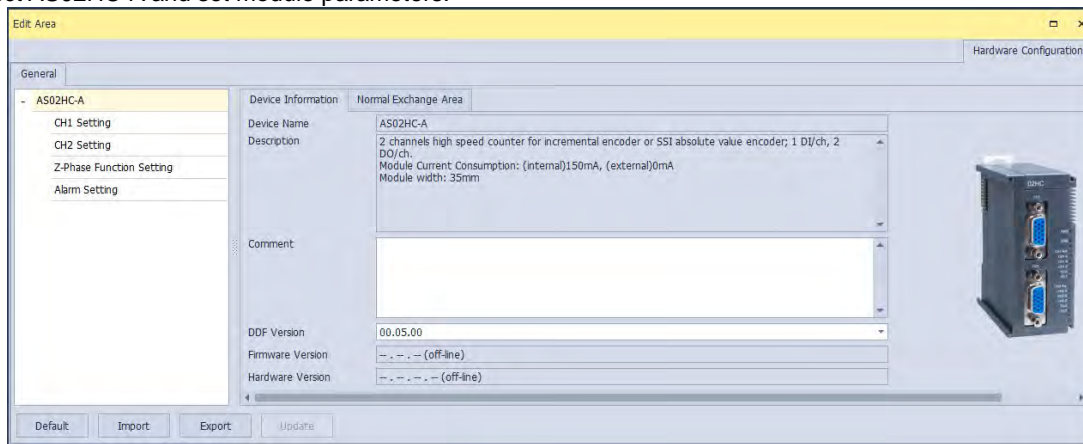 AS02HC-A and set module parameters.
Edit Area
Hardware Configuration
General
- AS02HC-A
CH1 Setting
CH2 Setting
Z-Phase Function Setting
Alarm Setting
Device Information
Normal Exchange Area
Device Name
AS02HC-A
Description
2 channels high speed counter for incremental encoder or SSI absolute value encoder; 1 DI/ch, 2
DO/ch.
Module Current Consumption: (internal)150mA, (external)0mA
Module width: 35mm
Comment
DDF Version
00.05.00
Firmware Version
-- . -- . -- (off-line)
Hardware Version
-- . -- . -- . -- (off-line)
02HC
Default
Import
Export
Update